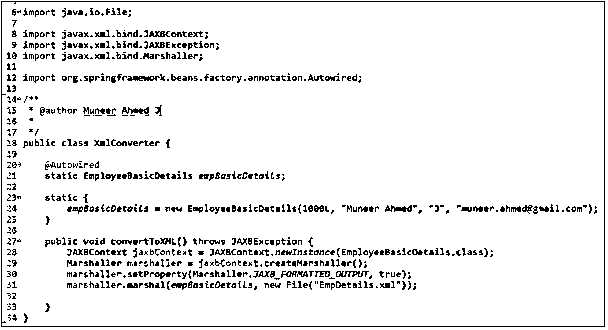 6 import java.io.File;
7
8 import javax.xml.bind.JAXBContext;
9 import javax.xml.bind.JAXBException;
10 import javax.xml.bind.Marshaller;
11
12 import org.springframework.beans.factory.annotation.Autowired;
13
14 /**
15 * @author Muneer Ahmed J
16 *
17 */
18 public class XmlConverter {
19
20 @Autowired
21 static EmployeeBasicDetails empBasicDetails;
22
23 static {
24 empBasicDetails = new EmployeeBasicDetails(1000L, "Muneer Ahmed", "J", "muneer.ahmed@gmail.com");
25 }
26
27 public void convertToXML() throws JAXBException {
28 JAXBContext jaxbContext = JAXBContext.newInstance(EmployeeBasicDetails.class);
29 Marshaller marshaller = jaxbContext.createMarshaller();
30 marshaller.setProperty(Marshaller.JAXB_FORMATTED_OUTPUT, true);
31 marshaller.marshal(empBasicDetails, new File("EmpDetails.xml"));
32
33 }
34 }